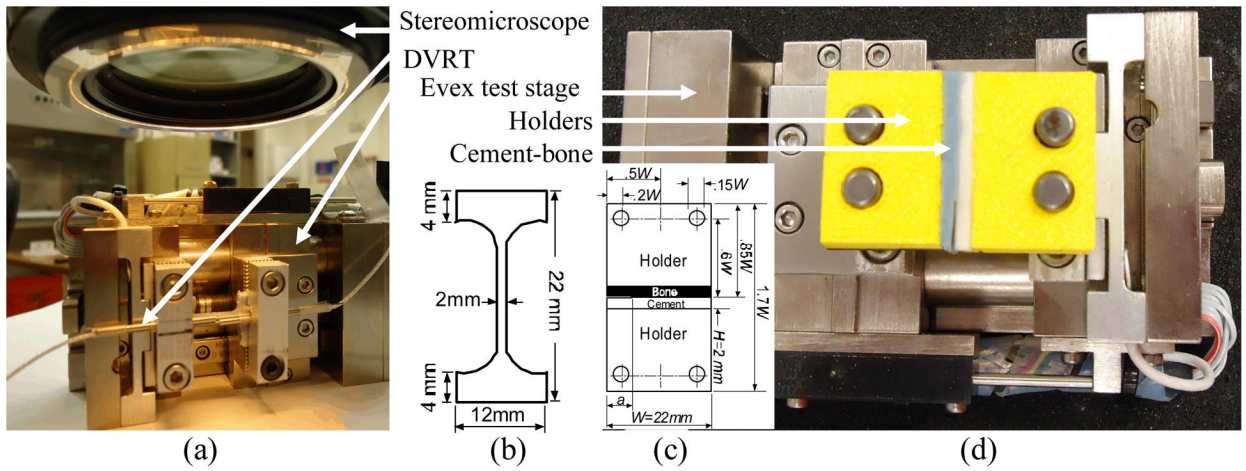 Stereomicroscope
DVRT
Evex test stage
Holders
Cement-bone
4 mm
2mm
22 mm
4 mm
12mm
.5W
.15W
.2W
Holder
.6W
.85W
1.7W
Bone
Cement
Holder
H=2 mm
a
W=22mm
(a)
(b)
(c)
(d)